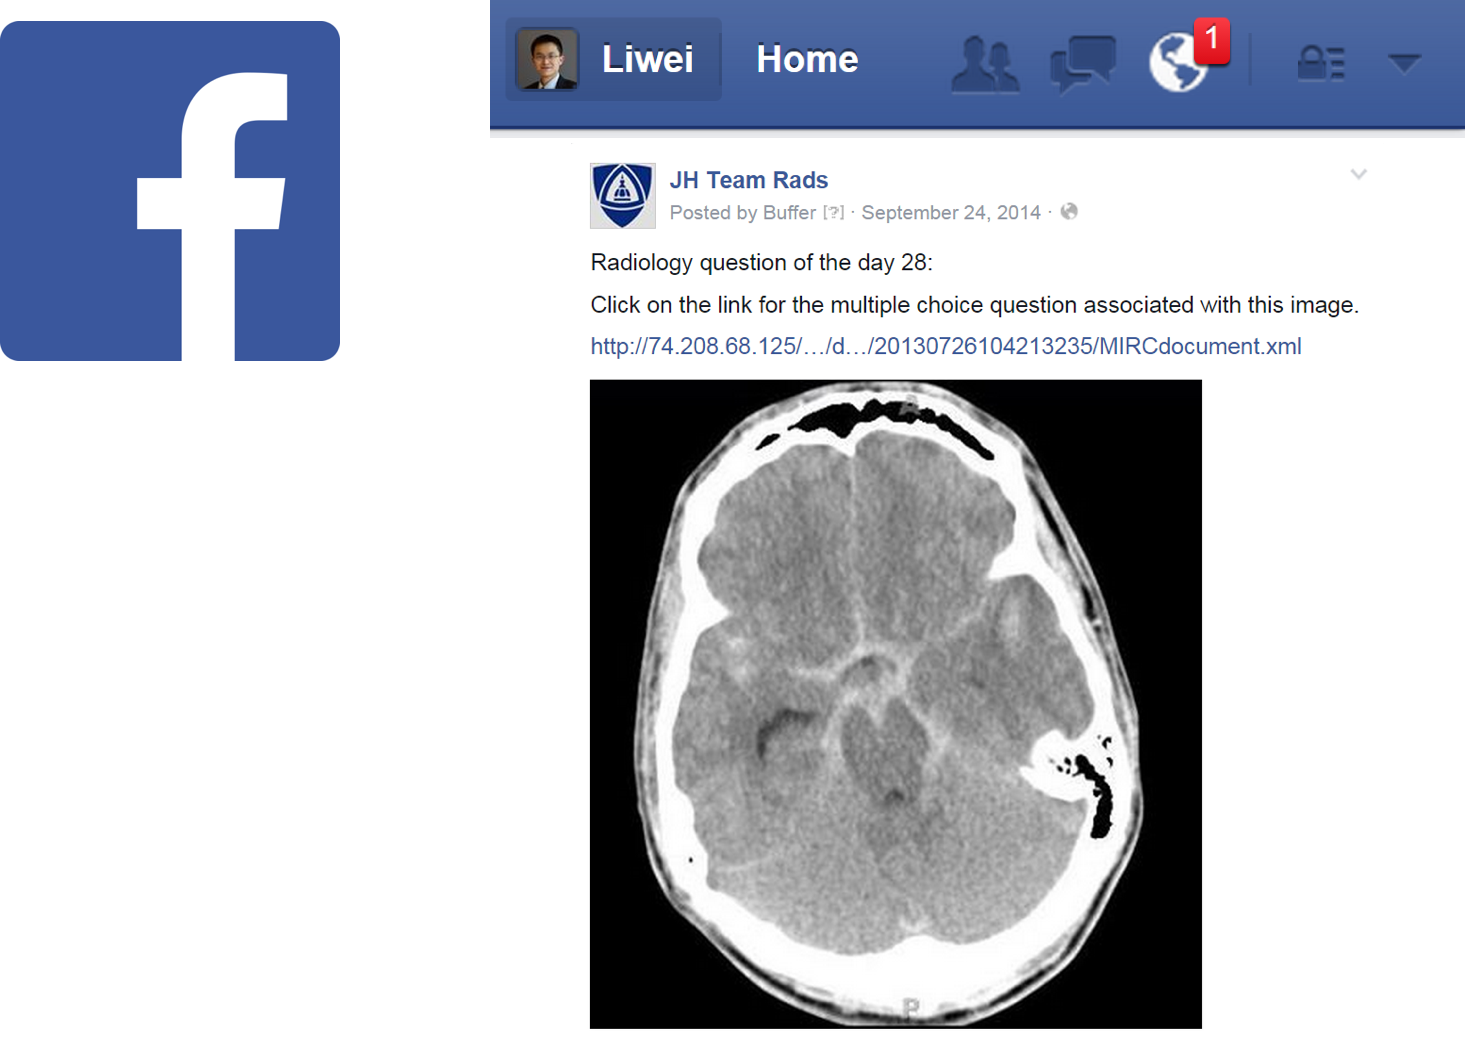 f
Liwei Home 1
JH Team Rads
Posted by Buffer [?] · September 24, 2014 ·
Radiology question of the day 28:
Click on the link for the multiple choice question associated with this image.
http://74.208.68.125/…/d…/20130726104213235/MIRCdocument.xml
A
P